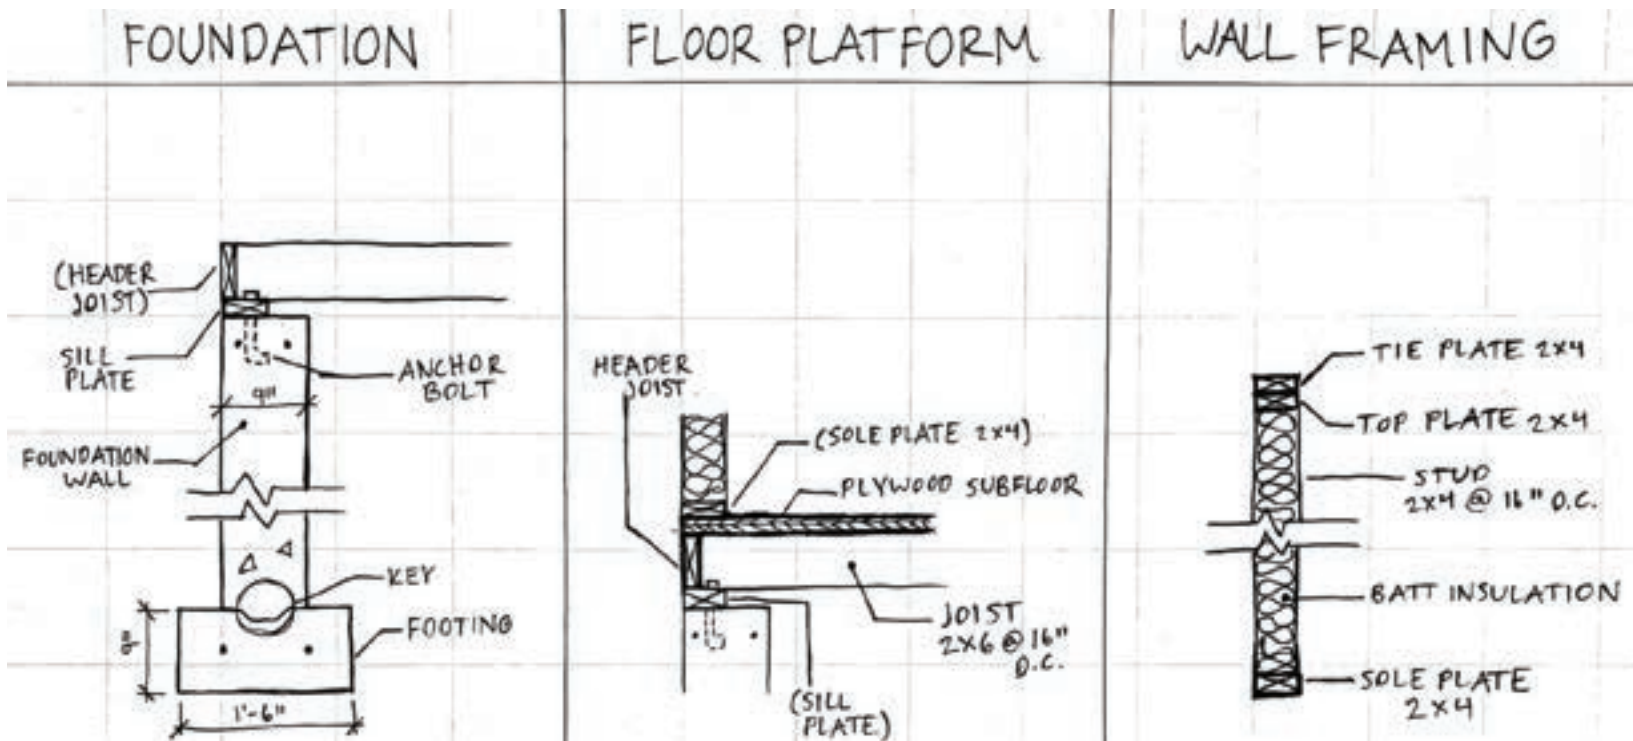 FOUNDATION
(HEADER
JOIST)
SILL
PLATE
ANCHOR
BOLT
9"
FOUNDATION
WALL
KEY
FOOTING
9"
1'-6"
FLOOR PLATFORM
HEADER
JOIST
(SOLE PLATE 2x4)
PLYWOOD SUBFLOOR
JOIST
2x6 @ 16"
O.C.
(SILL
PLATE)
WALL FRAMING
TIE PLATE 2x4
TOP PLATE 2x4
STUD
2x4 @ 16" O.C.
BATT INSULATION
SOLE PLATE
2x4